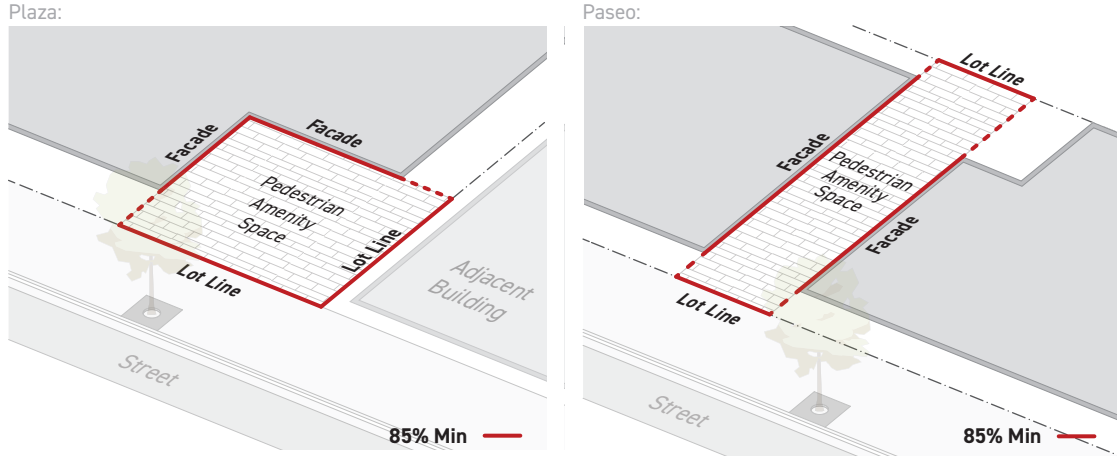 Plaza:
Facade
Facade
Pedestrian
Amenity
Space
Lot Line
Lot Line
Adjacent
Building
Street
85% Min
Paseo:
Lot Line
Facade
Pedestrian
Amenity
Space
Facade
Lot Line
Street
85% Min